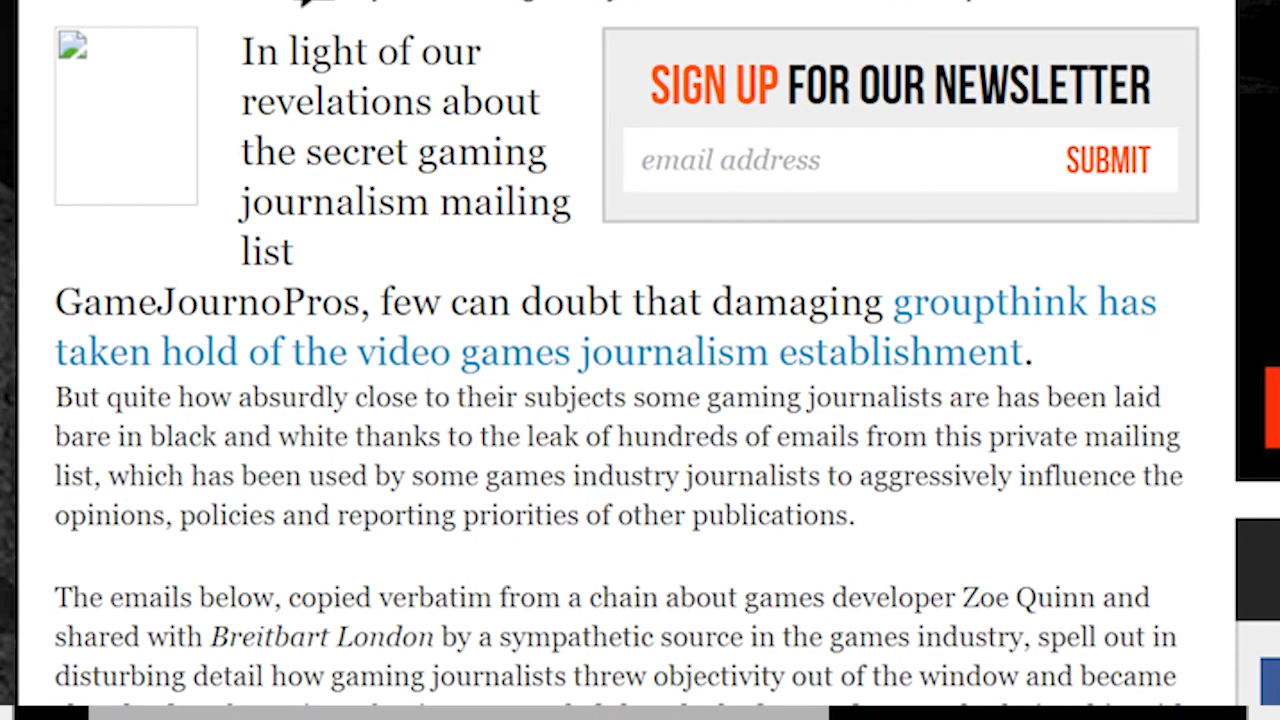 In light of our
revelations about
the secret gaming
journalism mailing
list
SIGN UP FOR OUR NEWSLETTER
email address SUBMIT
GameJournoPros, few can doubt that damaging groupthink has
taken hold of the video games journalism establishment.
But quite how absurdly close to their subjects some gaming journalists are has been laid
bare in black and white thanks to the leak of hundreds of emails from this private mailing
list, which has been used by some games industry journalists to aggressively influence the
opinions, policies and reporting priorities of other publications.
The emails below, copied verbatim from a chain about games developer Zoe Quinn and
shared with Breitbart London by a sympathetic source in the games industry, spell out in
disturbing detail how gaming journalists threw objectivity out of the window and became